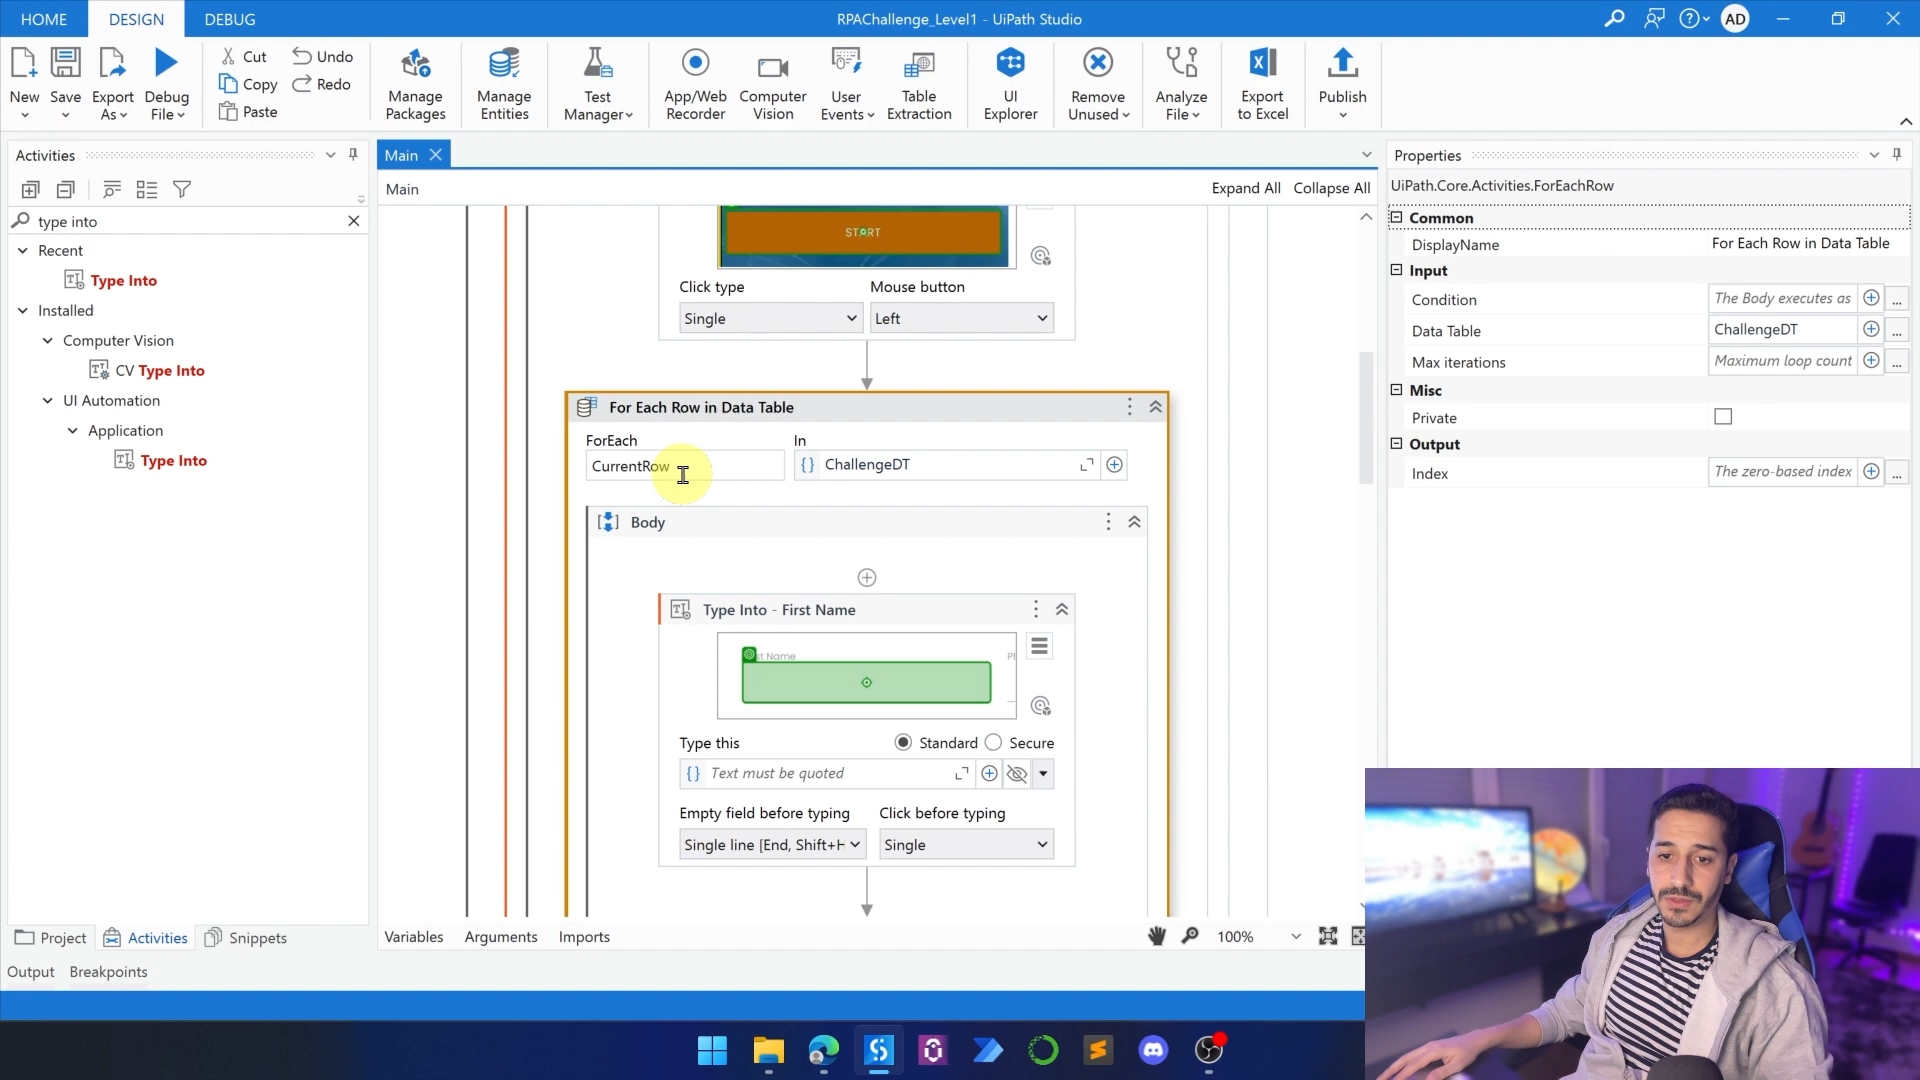 HOME DESIGN DEBUG RPAChallenge_Level1 - UiPath Studio AD
New
Save
Export As
Debug File
Cut
Copy
Paste
Undo
Redo
Manage Packages
Manage Entities
Test Manager
App/Web Recorder
Computer Vision
User Events
Table Extraction
UI Explorer
Remove Unused
Analyze File
Export to Excel
Publish
Activities
type into
Recent
Type Into
Installed
Computer Vision
CV Type Into
UI Automation
Application
Type Into
Project Activities Snippets
Output Breakpoints
Main
Main Expand All Collapse All
START
Click type Mouse button
Single Left
For Each Row in Data Table
ForEach In
CurrentRow ChallengeDT
Body
Type Into - First Name
st Name
Type this Standard Secure
Text must be quoted
Empty field before typing Click before typing
Single line [End, Shift+H Single
Variables Arguments Imports 100%
Properties
UiPath.Core.Activities.ForEachRow
Common
DisplayName For Each Row in Data Table
Input
Condition The Body executes as
Data Table ChallengeDT
Max iterations Maximum loop count
Misc
Private
Output
Index The zero-based index